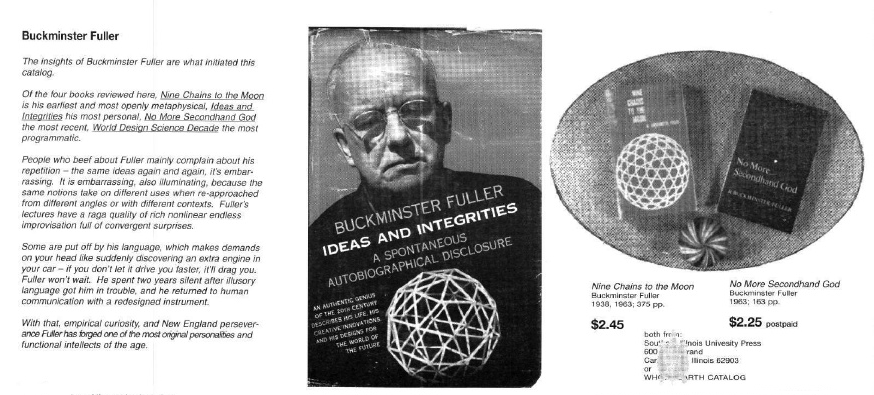 Buckminster Fuller
The insights of Buckminster Fuller are what initiated this
catalog.
Of the four books reviewed here, Nine Chains to the Moon
is his earliest and most openly metaphysical, Ideas and
Integrities his most personal, No More Secondhand God
the most recent, World Design Science Decade the most
programmatic.
People who beef about Fuller mainly complain about his
repetition – the same ideas again and again, it's embar-
rassing. It is embarrassing, also illuminating, because the
same notions take on different uses when re-approached
from different angles or with different contexts. Fuller's
lectures have a raga quality of rich nonlinear endless
improvisation full of convergent surprises.
Some are put off by his language, which makes demands
on your head like suddenly discovering an extra engine in
your car – if you don't let it drive you faster, it'll drag you.
Fuller won't wait. He spent two years silent after illusory
language got him in trouble, and he returned to human
communication with a redesigned instrument.
With that, empirical curiosity, and New England persever-
ance Fuller has forged one of the most original personalities and
functional intellects of the age.
BUCKMINSTER FULLER
IDEAS AND INTEGRITIES
A SPONTANEOUS
AUTOBIOGRAPHICAL DISCLOSURE
AN AUTHENTIC GENIUS
OF THE 20TH CENTURY
DESCRIBES HIS LIFE, HIS
CREATIVE INNOVATIONS,
AND HIS DESIGNS FOR
THE WORLD OF
THE FUTURE
NINE
CHAINS
TO THE
MOON
R. BUCKMINSTER FULLER
No More
Secondhand God
R. BUCKMINSTER FULLER
Nine Chains to the Moon
Buckminster Fuller
1938, 1963; 375 pp.
$2.45
No More Secondhand God
Buckminster Fuller
1963; 163 pp.
$2.25 postpaid
both from:
Illinois Univesity Press
600
Illinois 62903
or
CATALOG